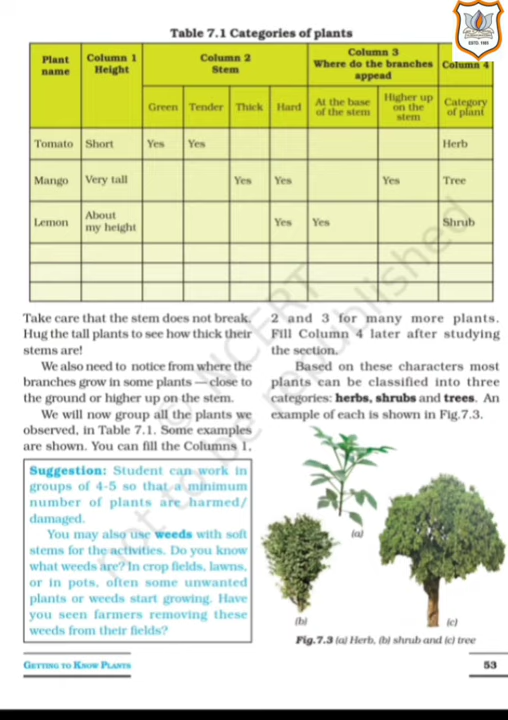 Table 7.1 Categories of plants
Plant name | Column 1 Height | Column 2 Stem | Column 3 Where do the branches appead | Column 4
Green | Tender | Thick | Hard | At the base of the stem | Higher up on the stem | Category of plant
Tomato | Short | Yes | Yes | Herb
Mango | Very tall | Yes | Yes | Yes | Tree
Lemon | About my height | Yes | Yes | Shrub
Take care that the stem does not break.
Hug the tall plants to see how thick their
stems are!
We also need to notice from where the
branches grow in some plants — close to
the ground or higher up on the stem.
We will now group all the plants we
observed, in Table 7.1. Some examples
are shown. You can fill the Columns 1,
2 and 3 for many more plants.
Fill Column 4 later after studying
the section.
Based on these characters most
plants can be classified into three
categories: herbs, shrubs and trees. An
example of each is shown in Fig.7.3.
Suggestion: Student can work in
groups of 4-5 so that a minimum
number of plants are harmed/
damaged.
You may also use weeds with soft
stems for the activities. Do you know
what weeds are? In crop fields, lawns,
or in pots, often some unwanted
plants or weeds start growing. Have
you seen farmers removing these
weeds from their fields?
(a)
(b)
(c)
Fig.7.3 (a) Herb, (b) shrub and (c) tree
GETTING TO KNOW PLANTS
53
not to be republished